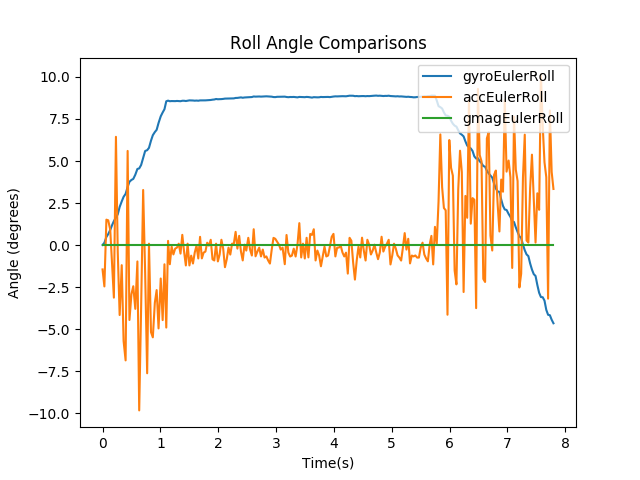 Roll Angle Comparisons
gyroEulerRoll
accEulerRoll
gmagEulerRoll
Angle (degrees)
10.0
7.5
5.0
2.5
0.0
−2.5
−5.0
−7.5
−10.0
0 1 2 3 4 5 6 7 8
Time(s)